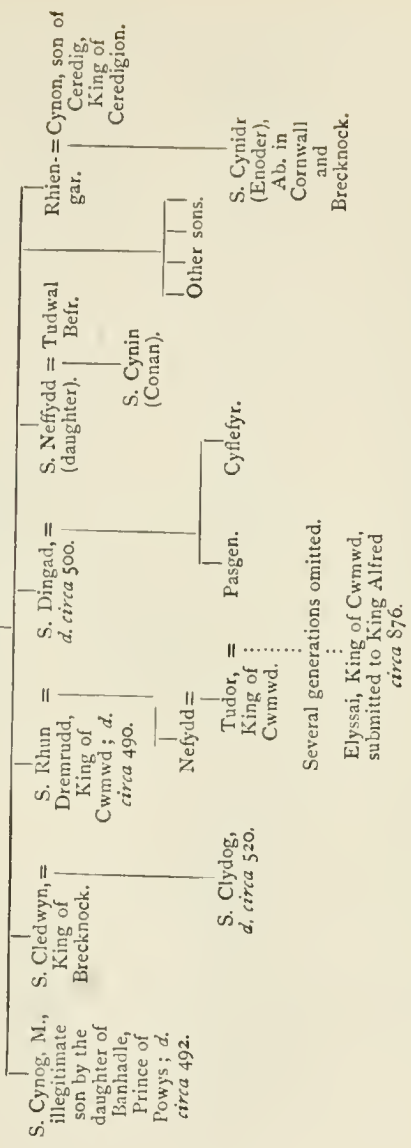 S. Cynog, M.,
illegitimate
son by the
daughter of
Banhadle,
Prince of
Powys ; d.
circa 492.
S. Cledwyn, =
King of
Brecknock.
S. Clydog,
d. circa 520.
S. Rhun =
Dremrudd,
King of
Cwmwd ; d.
circa 490.
Nefydd =
Tudor, =
King of
Cwmwd.
Several generations omitted.
Elyssai, King of Cwmwd,
submitted to King Alfred
circa 876.
S. Dingad, =
d. circa 500.
Pasgen. Cyflefyr.
S. Neffydd = Tudwal
(daughter). Befr.
S. Cynin
(Conan).
Other sons.
Rhien- = Cynon, son of
gar. Ceredig,
King of
Ceredigion.
S. Cynidr
(Enoder),
Ab. in
Cornwall
and
Brecknock.